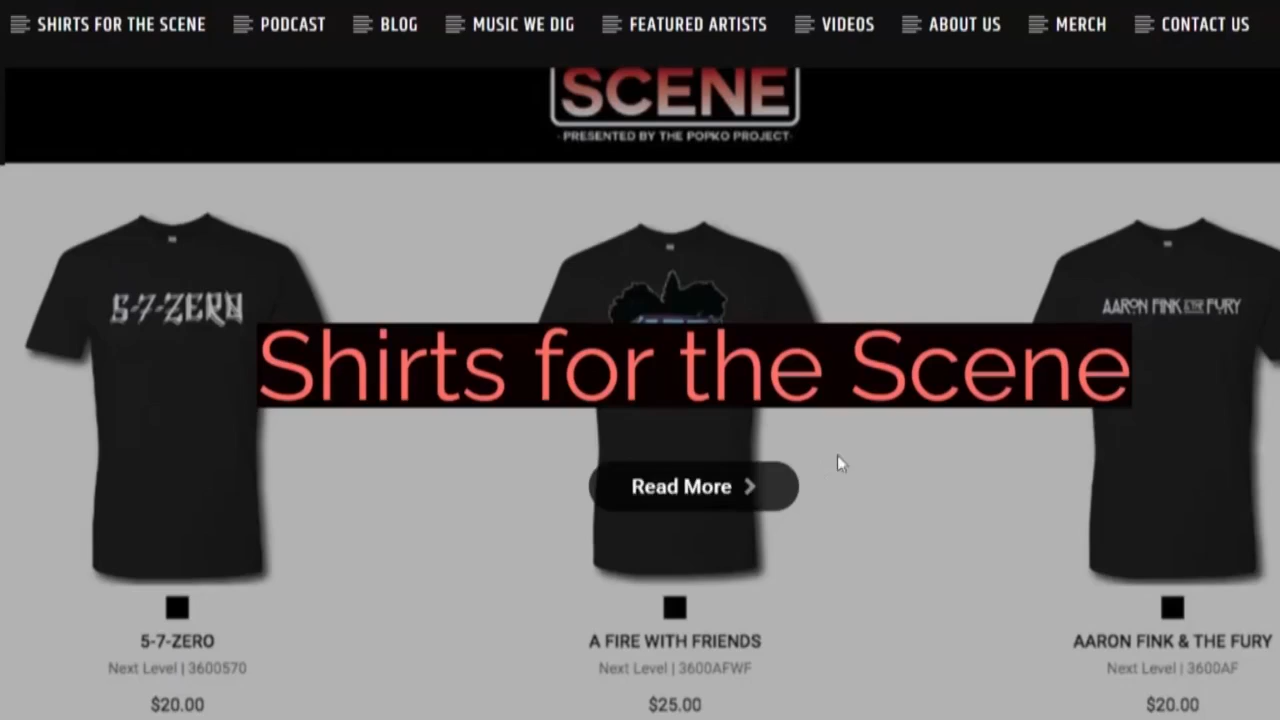 SHIRTS FOR THE SCENE PODCAST BLOG MUSIC WE DIG FEATURED ARTISTS VIDEOS ABOUT US MERCH CONTACT US
SCENE
· PRESENTED BY THE POPKO PROJECT ·
5-7-ZERO
AARON FINK & THE FURY
Shirts for the Scene
Read More
5-7-ZERO
A FIRE WITH FRIENDS
AARON FINK & THE FURY
Next Level | 3600570
Next Level | 3600AFWF
Next Level | 3600AF
$20.00
$25.00
$20.00